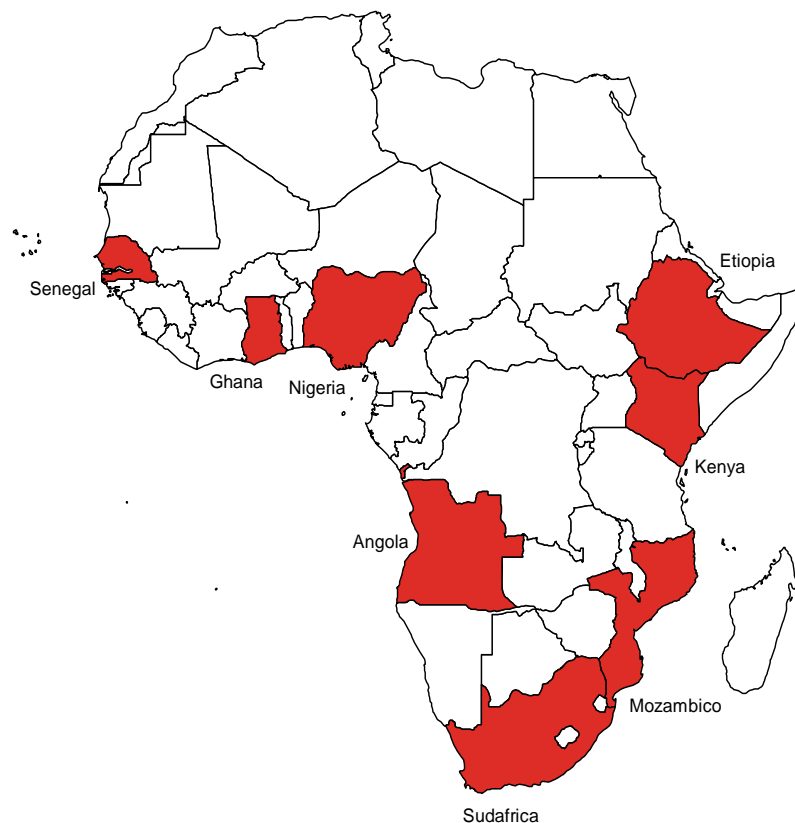 Etiopia
Senegal
Ghana
Nigeria
Kenya
Angola
Mozambico
Sudafrica